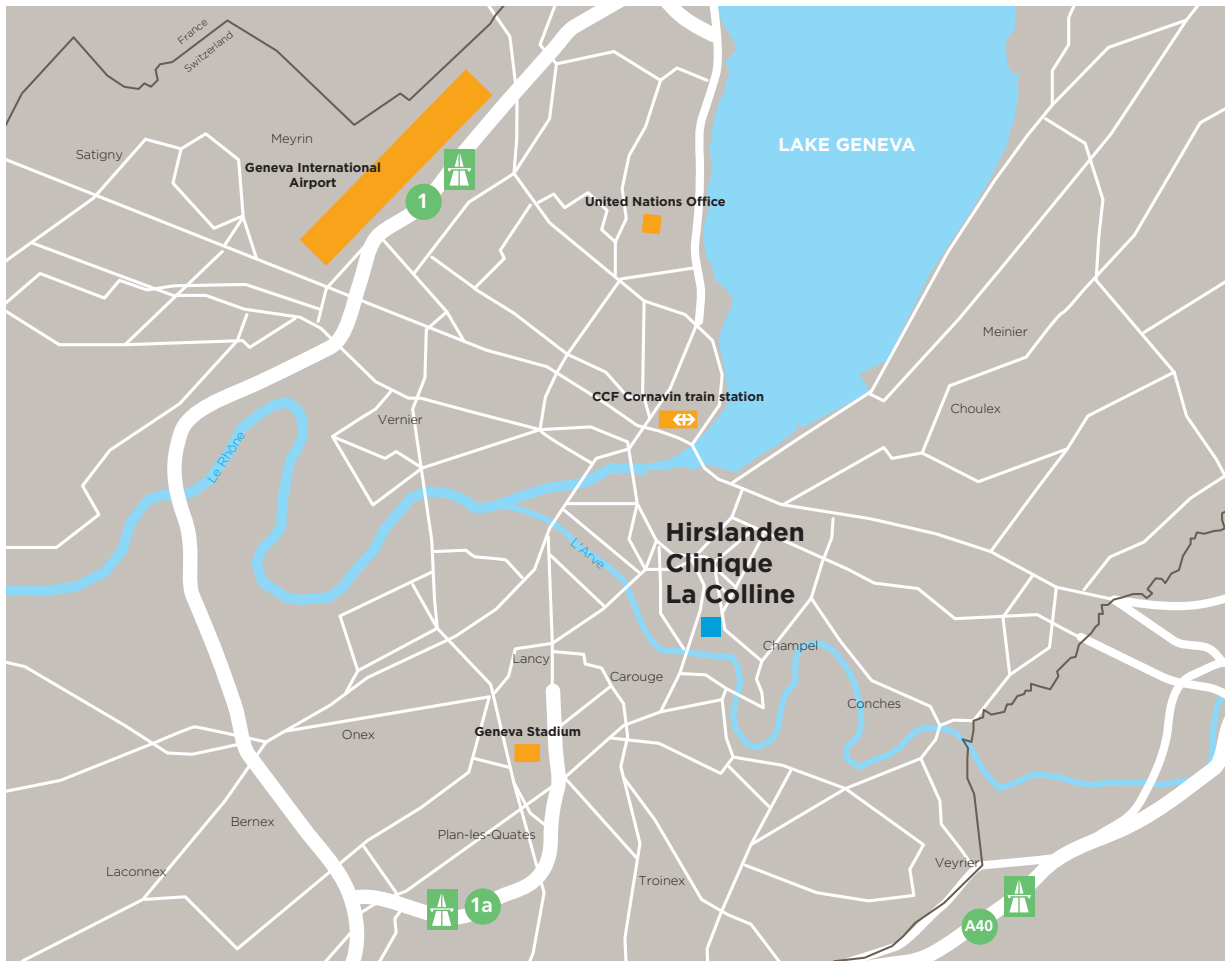 France
Switzerland
Meyrin
Satigny
Geneva International
Airport
1
LAKE GENEVA
United Nations Office
Meinier
CCF Cornavin train station
Choulex
Vernier
Le Rhône
Hirslanden
Clinique
La Colline
L'Arve
Champel
Lancy
Carouge
Conches
Onex
Geneva Stadium
Bernex
Plan-les-Quates
Veyrier
Laconnex
Troinex
1a
A40